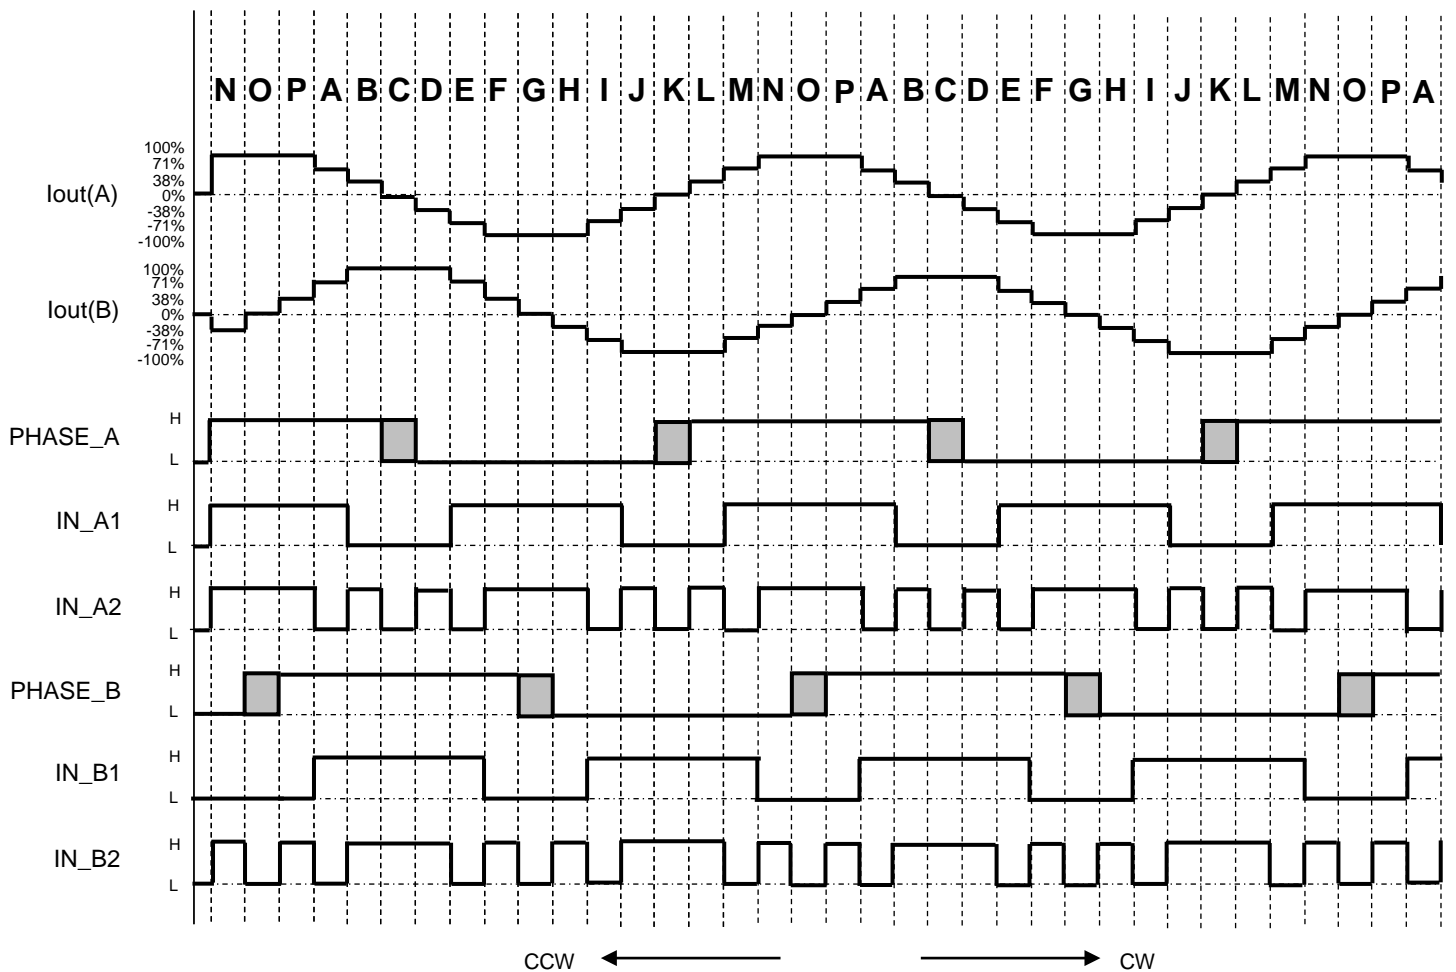 N O P A B C D E F G H I J K L M N O P A B C D E F G H I J K L M N O P A
100%
71%
38%
Iout(A)
0%
-38%
-71%
-100%
100%
71%
38%
Iout(B)
0%
-38%
-71%
-100%
H
PHASE_A
L
H
IN_A1
L
H
IN_A2
L
H
PHASE_B
L
H
IN_B1
L
H
IN_B2
L
CCW
CW